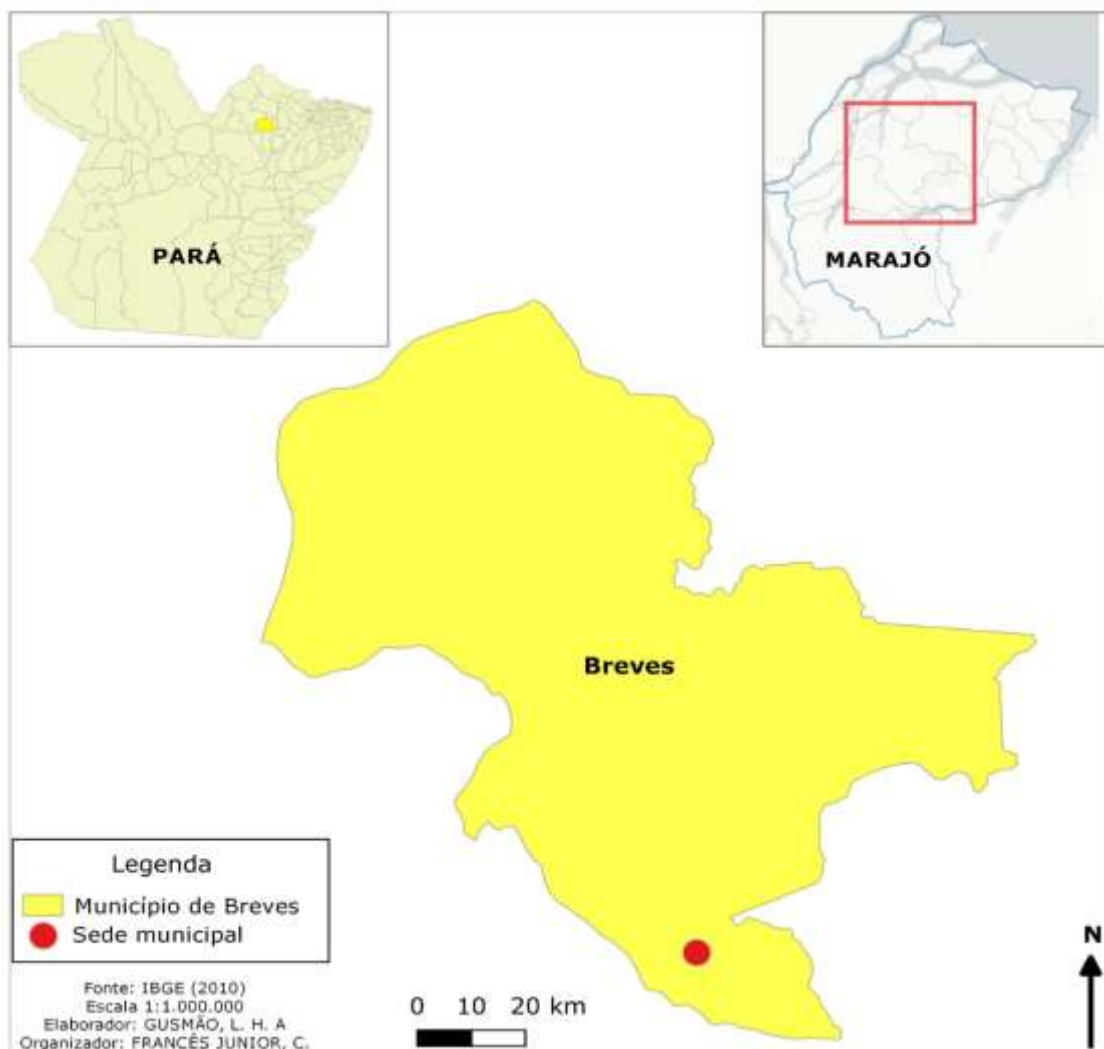 PARÁ
MARAJÓ
Breves
Legenda
Município de Breves
Sede municipal
Fonte: IBGE (2010)
Escala 1:1.000.000
Elaborador: GUSMÃO, L. H. A
Organizador: FRANCÊS JUNIOR, C.
0 10 20 km
N